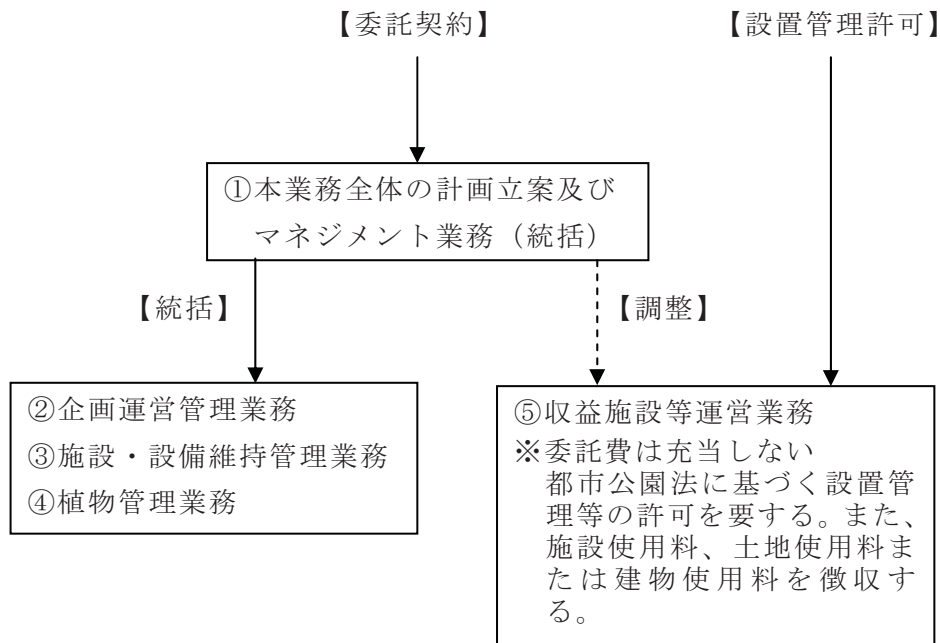 【委託契約】
【設置管理許可】
①本業務全体の計画立案及び
マネジメント業務（統括）
【統括】
【調整】
②企画運営管理業務
③施設・設備維持管理業務
④植物管理業務
⑤収益施設等運営業務
※委託費は充当しない
都市公園法に基づく設置管
理等の許可を要する。また、
施設使用料、土地使用料ま
たは建物使用料を徴収す
る。